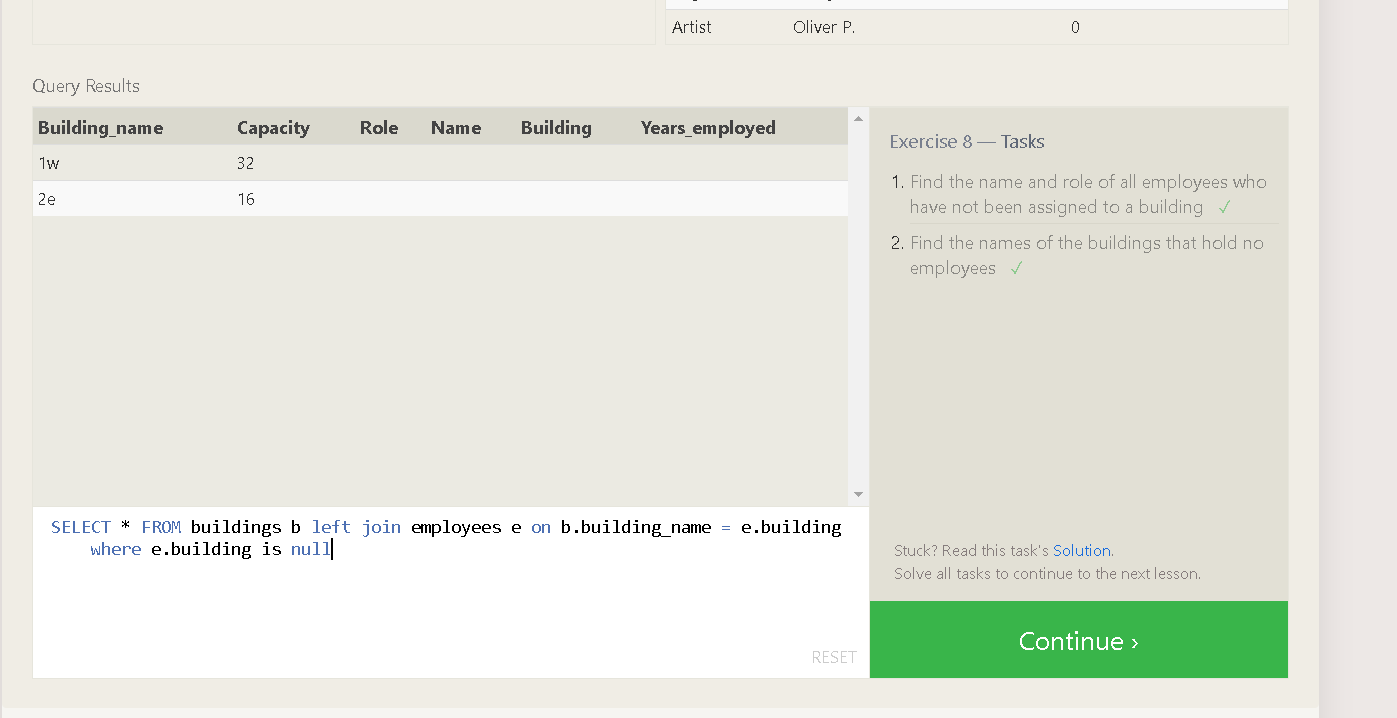 Artist Oliver P. 0
Query Results
Building_name Capacity Role Name Building Years_employed
1w 32
2e 16
Exercise 8 — Tasks
1. Find the name and role of all employees who
have not been assigned to a building ✓
2. Find the names of the buildings that hold no
employees ✓
SELECT * FROM buildings b left join employees e on b.building_name = e.building
where e.building is null
RESET
Stuck? Read this task's Solution.
Solve all tasks to continue to the next lesson.
Continue ›